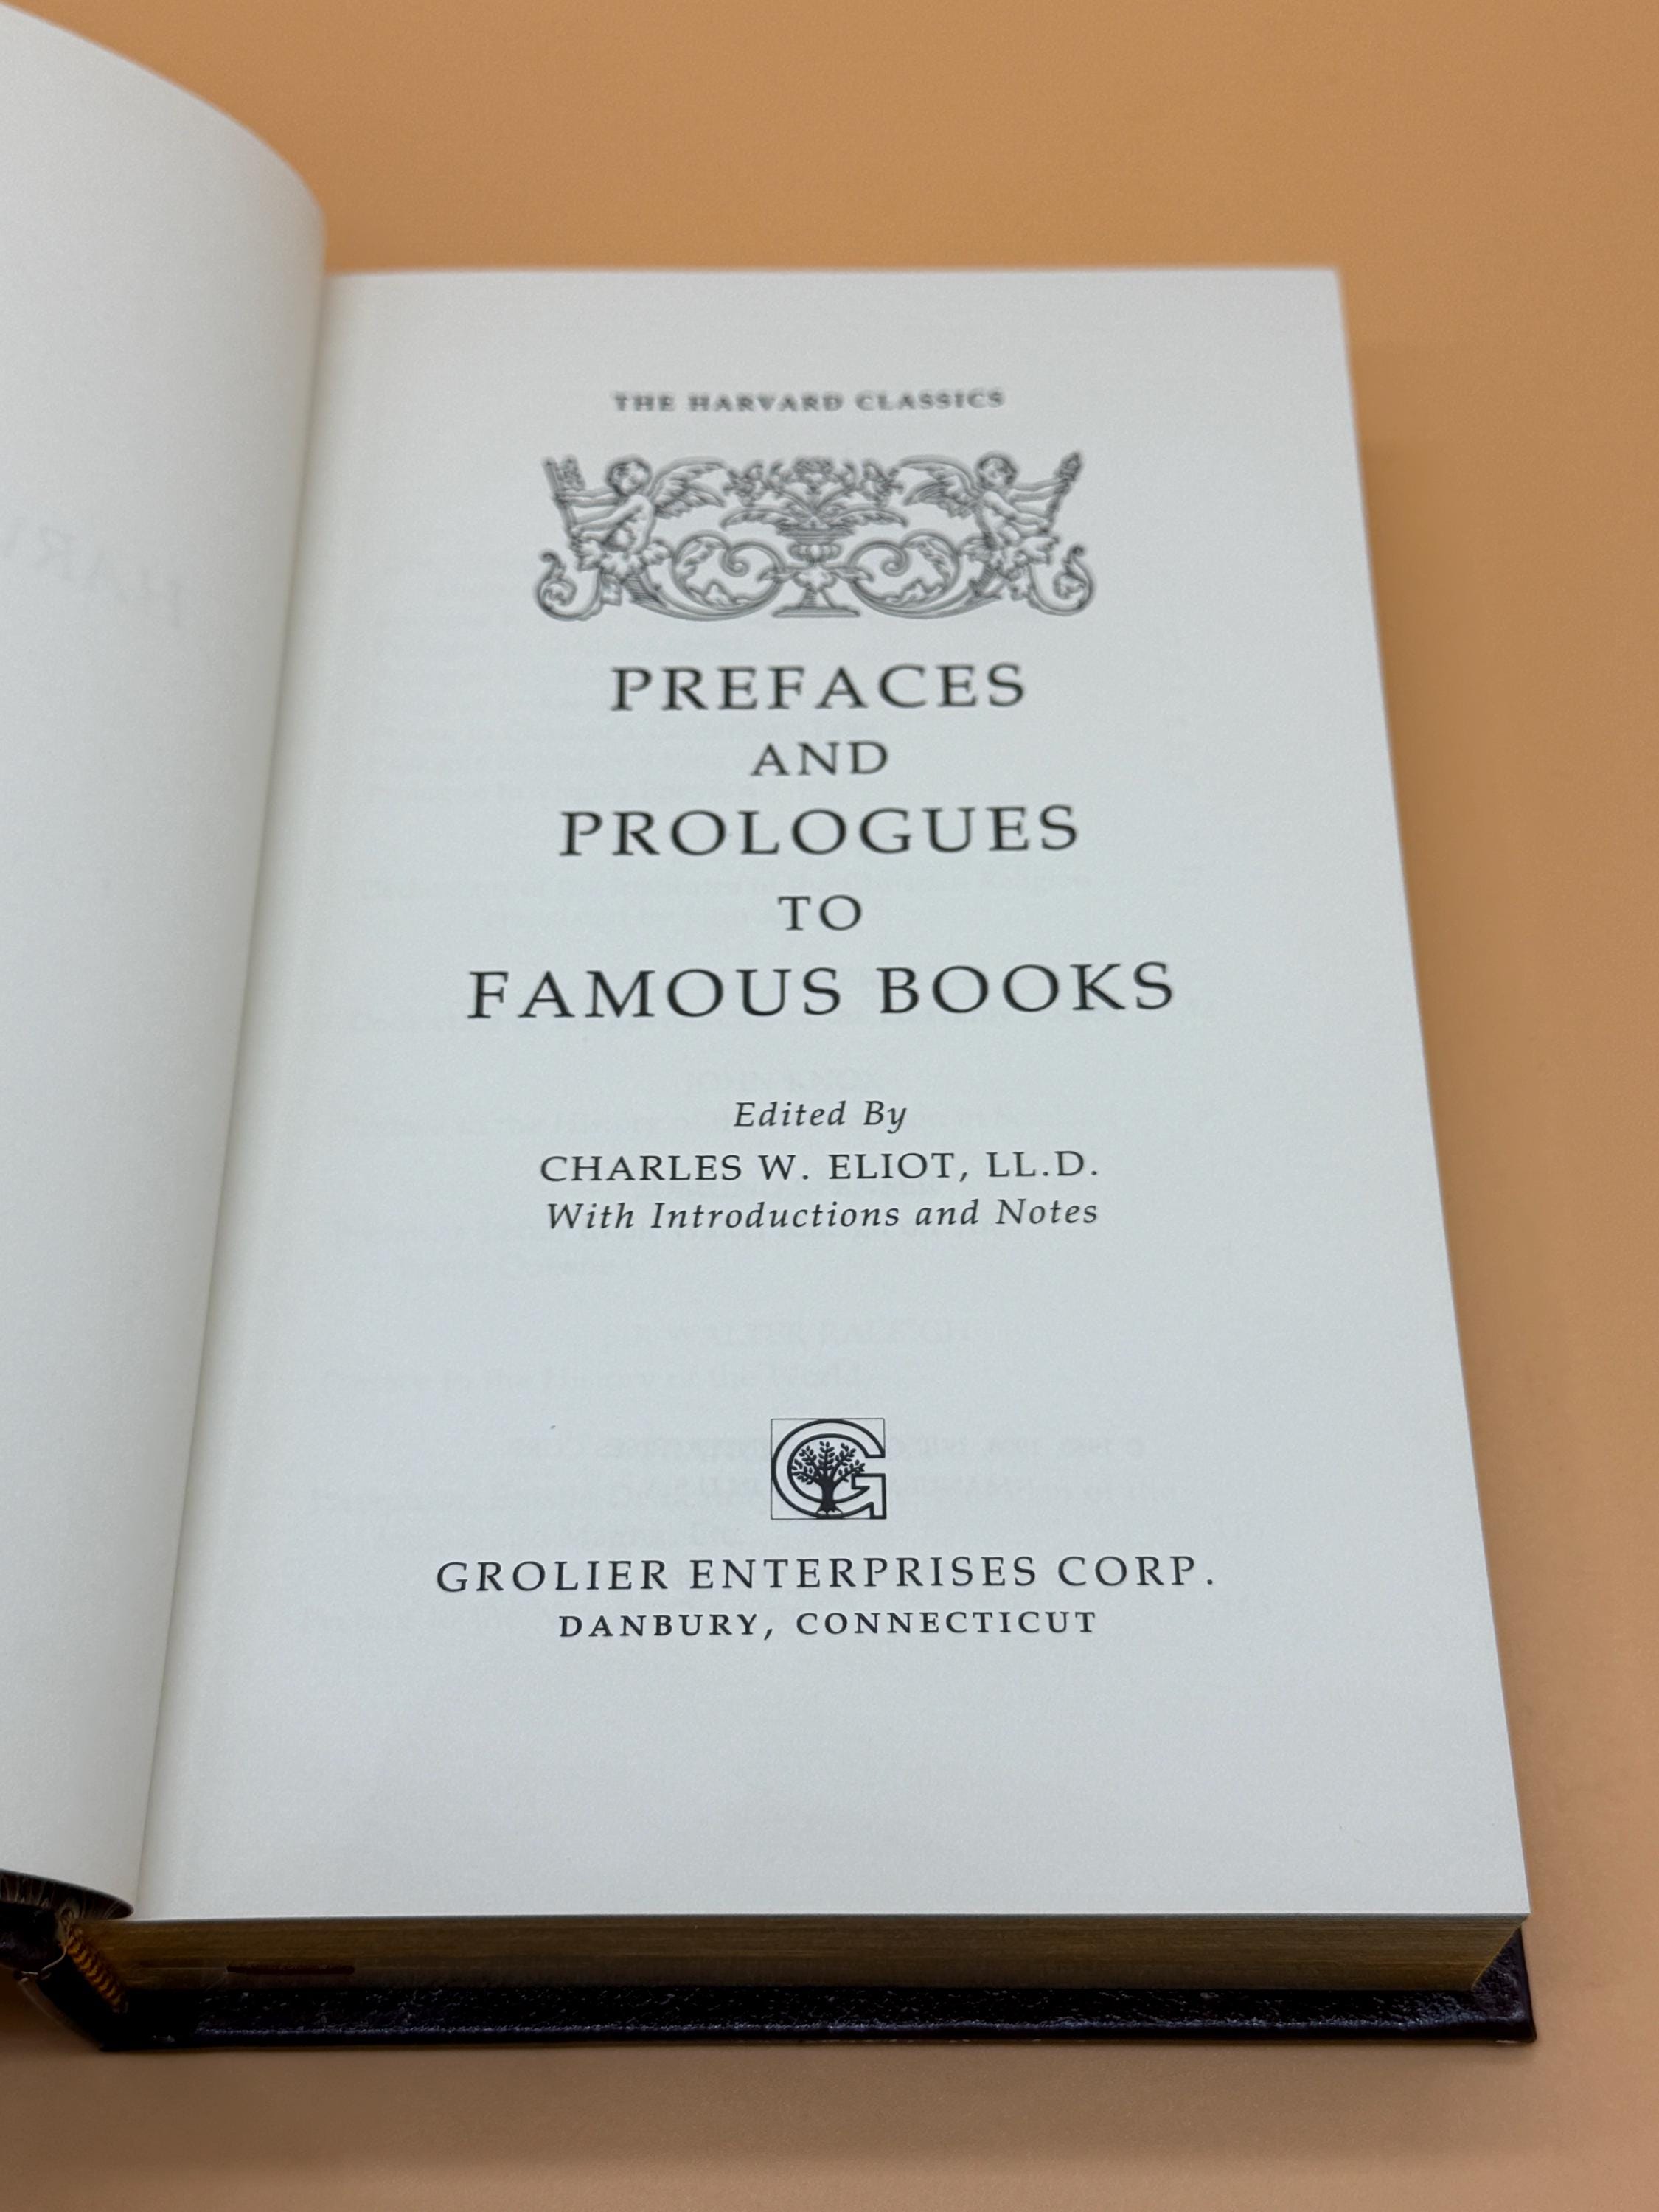 THE HARVARD CLASSICS
PREFACES
AND
PROLOGUES
TO
FAMOUS BOOKS
Edited By
CHARLES W. ELIOT, LL.D.
With Introductions and Notes
G
GROLIER ENTERPRISES CORP.
DANBURY, CONNECTICUT